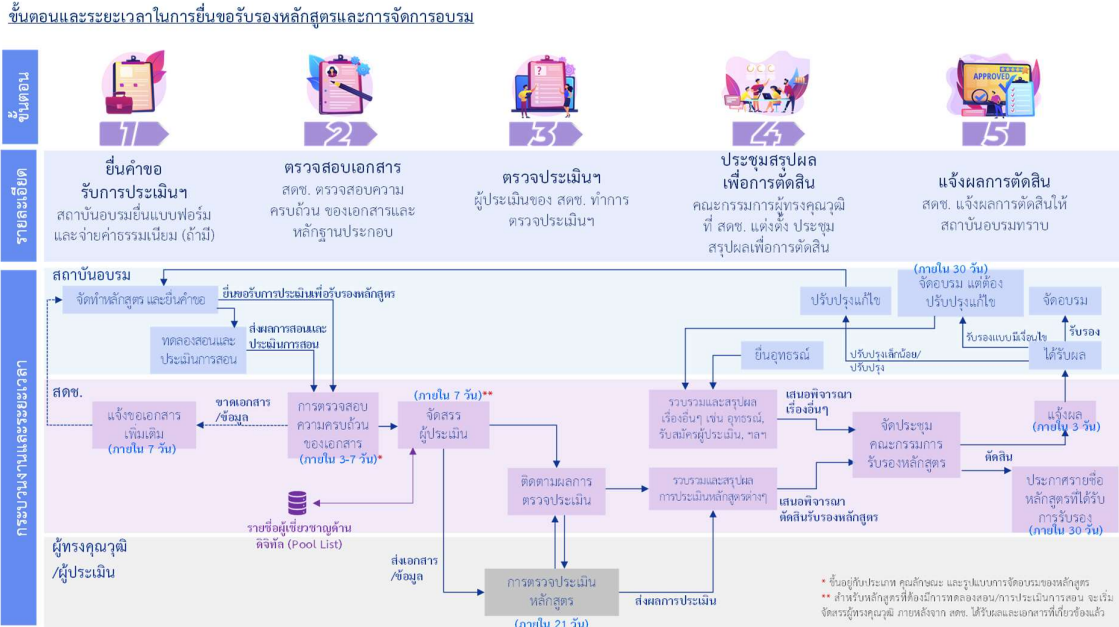 ขั้นตอนและระยะเวลาในการยื่นขอรับรองหลักสูตรและการจัดการอบรม
ขั้นตอน
1
2
3
4
5
APPROVED
รายละเอียด
ยื่นคำขอ
รับการประเมินฯ
สถาบันอบรมยื่นแบบฟอร์ม
และจ่ายค่าธรรมเนียม (ถ้ามี)
ตรวจสอบเอกสาร
สดช. ตรวจสอบความ
ครบถ้วน ของเอกสารและ
หลักฐานประกอบ
ตรวจประเมินฯ
ผู้ประเมินของ สดช. ทำการ
ตรวจประเมินฯ
ประชุมสรุปผล
เพื่อการตัดสิน
คณะกรรมการผู้ทรงคุณวุฒิ
ที่ สดช. แต่งตั้ง ประชุม
สรุปผลเพื่อการตัดสิน
แจ้งผลการตัดสิน
สดช. แจ้งผลการตัดสินให้
สถาบันอบรมทราบ
กระบวนงานและระยะเวลา
สถาบันอบรม
จัดทำหลักสูตร และยื่นคำขอ
ยื่นขอรับการประเมินเพื่อรับรองหลักสูตร
ทดลองสอนและ
ประเมินการสอน
ส่งผลการสอนและ
ประเมินการสอน
ปรับปรุงแก้ไข
(ภายใน 30 วัน)
จัดอบรม แต่ต้อง
ปรับปรุงแก้ไข
จัดอบรม
รับรอง
รับรองแบบมีเงื่อนไข
ยื่นอุทธรณ์
ปรับปรุงเล็กน้อย/
ปรับปรุง
ได้รับผล
สดช.
แจ้งขอเอกสาร
เพิ่มเติม
(ภายใน 7 วัน)
ขาดเอกสาร
/ข้อมูล
การตรวจสอบ
ความครบถ้วน
ของเอกสาร
(ภายใน 3-7 วัน)*
(ภายใน 7 วัน)**
จัดสรร
ผู้ประเมิน
รายชื่อผู้เชี่ยวชาญด้าน
ดิจิทัล (Pool List)
ติดตามผลการ
ตรวจประเมิน
รวบรวมและสรุปผล
เรื่องอื่นๆ เช่น อุทธรณ์,
รับสมัครผู้ประเมิน, ฯลฯ
เสนอพิจารณา
เรื่องอื่นๆ
รวบรวมและสรุปผล
การประเมินหลักสูตรต่างๆ
เสนอพิจารณา
ตัดสินรับรองหลักสูตร
จัดประชุม
คณะกรรมการ
รับรองหลักสูตร
แจ้งผล
(ภายใน 3 วัน)
ตัดสิน
ประกาศรายชื่อ
หลักสูตรที่ได้รับ
การรับรอง
(ภายใน 30 วัน)
ผู้ทรงคุณวุฒิ
/ผู้ประเมิน
ส่งเอกสาร
/ข้อมูล
การตรวจประเมิน
หลักสูตร
(ภายใน 21 วัน)
ส่งผลการประเมิน
* ขึ้นอยู่กับประเภท คุณลักษณะ และรูปแบบการจัดอบรมของหลักสูตร
** สำหรับหลักสูตรที่ต้องมีการทดลองสอน/การประเมินการสอน จะเริ่ม
จัดสรรผู้ทรงคุณวุฒิ ภายหลังจาก สดช. ได้รับผลและเอกสารที่เกี่ยวข้องแล้ว